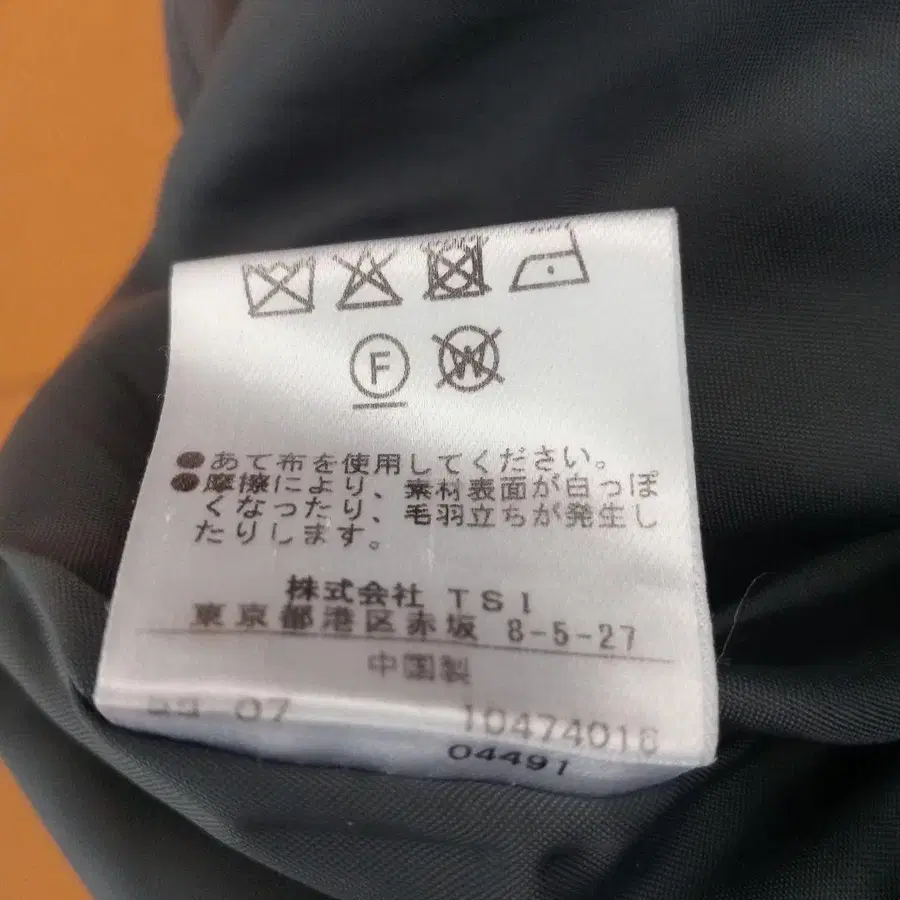 F W
●あて布を使用してください。
●摩擦により、素材表面が白っぽ
くなったり、毛羽立ちが発生し
たりします。
株式会社 TSI
東京都港区赤坂 8-5-27
中国製
07 10474016
04491